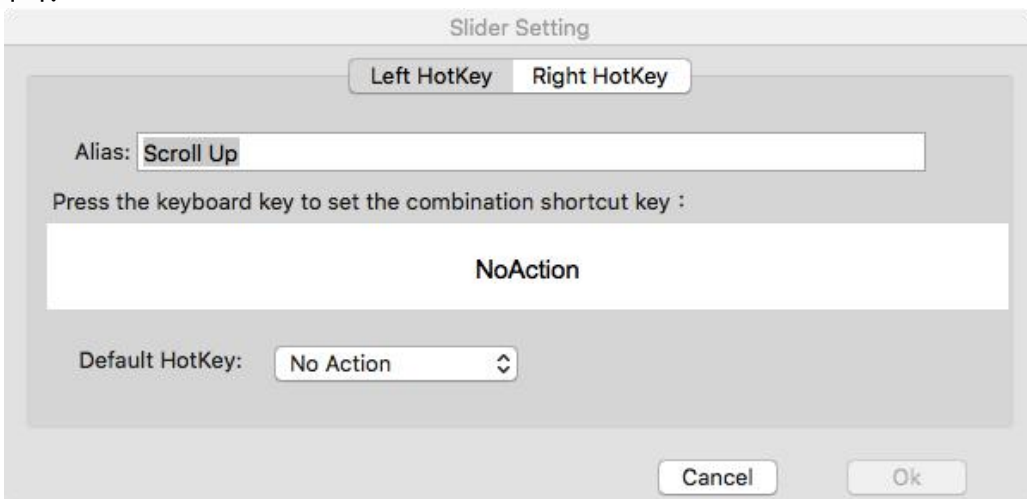 Slider Setting
Left HotKey Right HotKey
Alias: Scroll Up
Press the keyboard key to set the combination shortcut key :
NoAction
Default HotKey: No Action
Cancel Ok